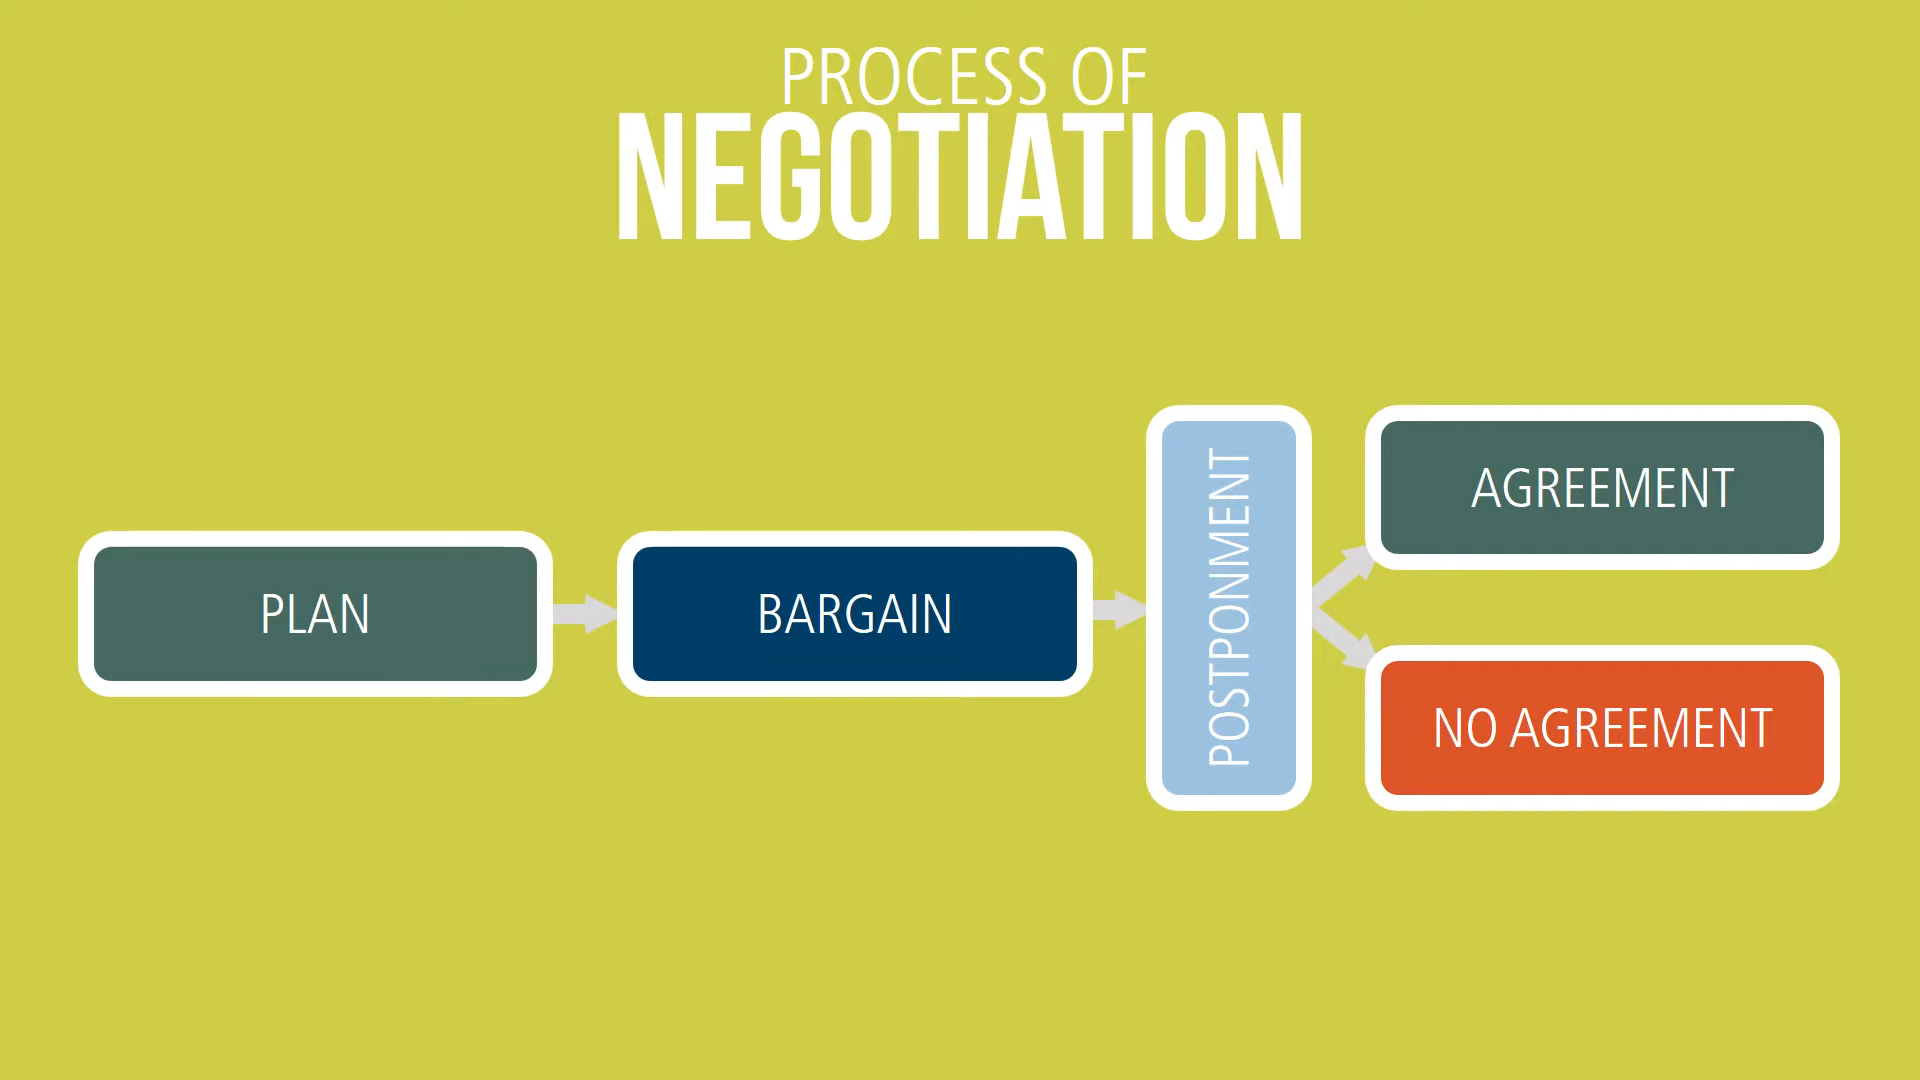 PROCESS OF
NEGOTIATION
PLAN
BARGAIN
POSTPONMENT
AGREEMENT
NO AGREEMENT